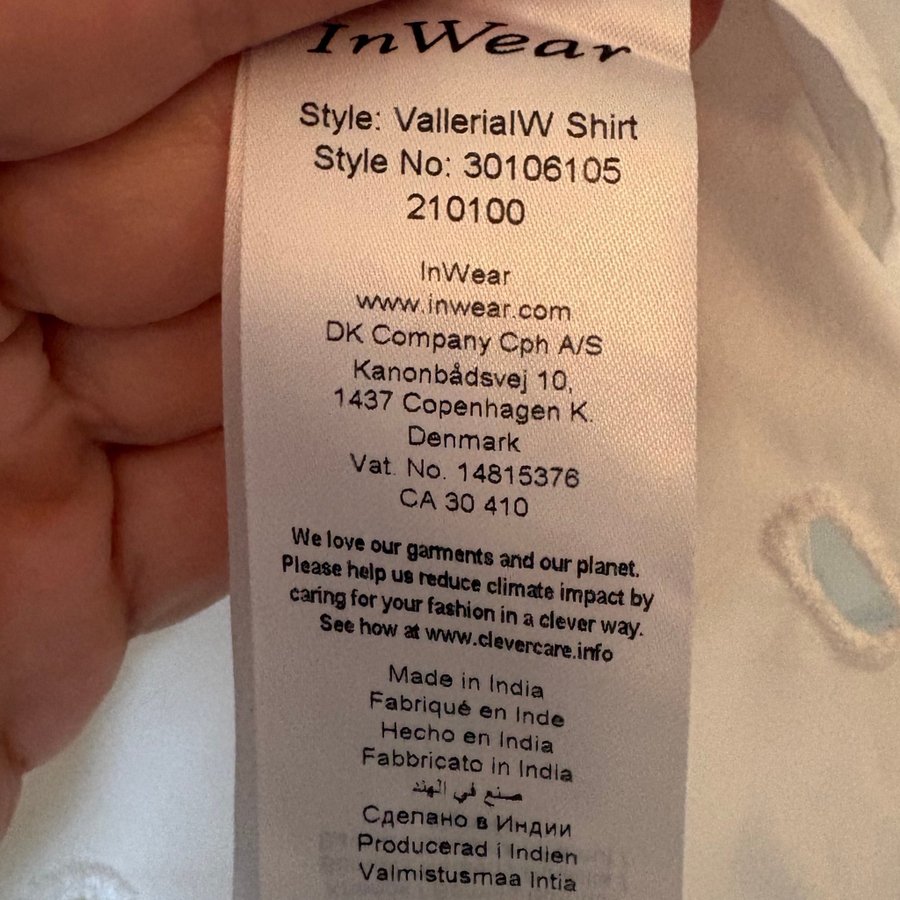 InWear
Style: VallerialW Shirt
Style No: 30106105
210100
InWear
www.inwear.com
DK Company Cph A/S
Kanonbådsvej 10,
1437 Copenhagen K.
Denmark
Vat. No. 14815376
CA 30 410
We love our garments and our planet.
Please help us reduce climate impact by
caring for your fashion in a clever way.
See how at www.clevercare.info
Made in India
Fabriqué en Inde
Hecho en India
Fabbricato in India
صنع في الهند
Сделано в Индии
Producerad i Indien
Valmistusmaa Intia